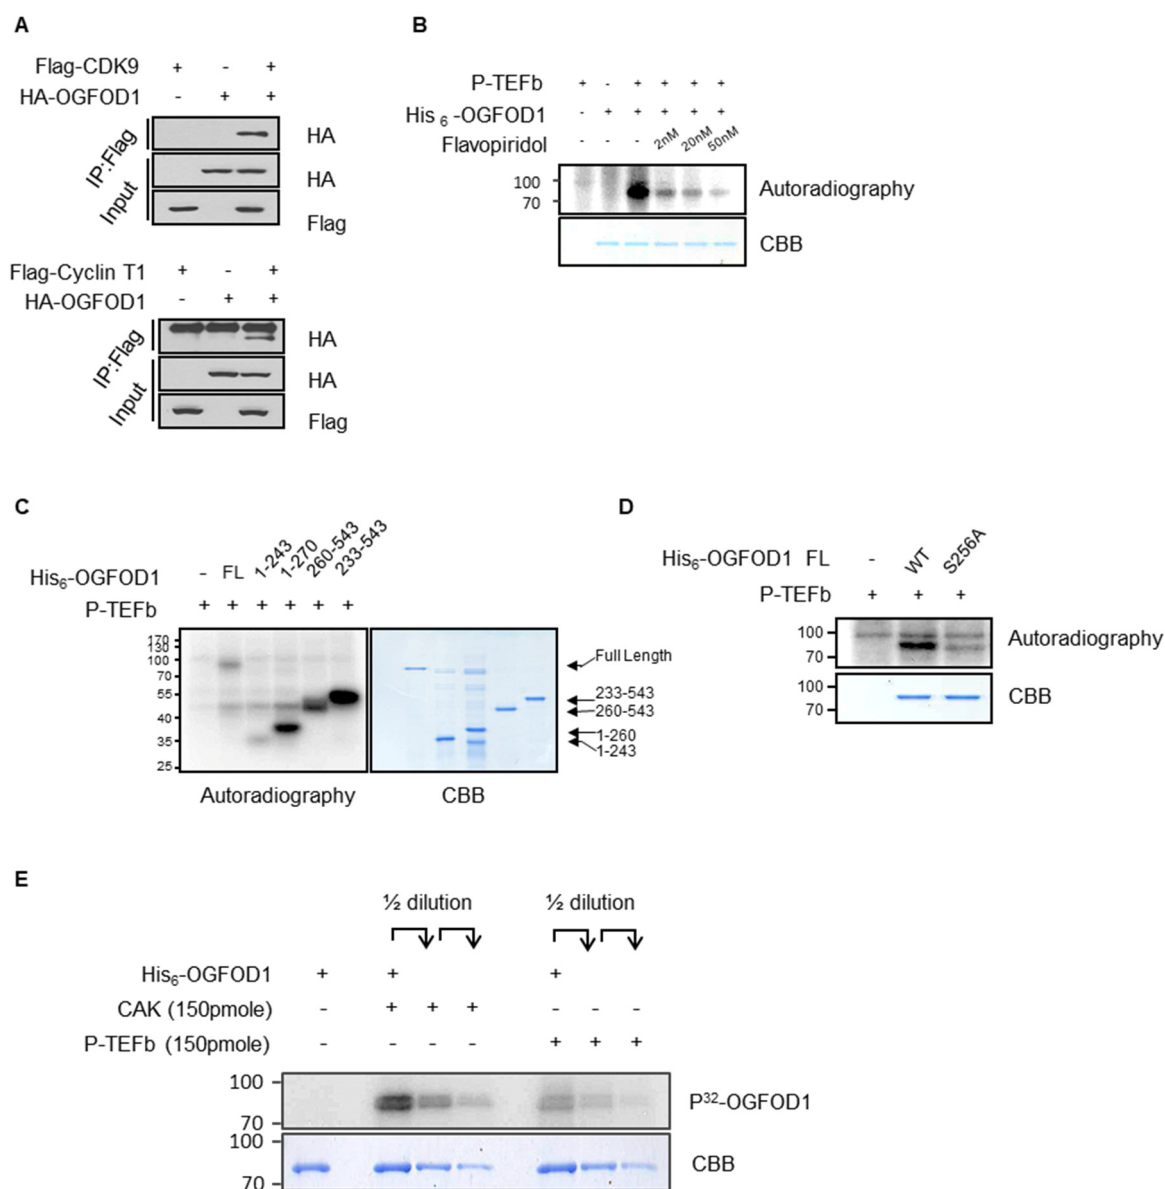 A
Flag-CDK9 + - +
HA-OGFOD1 - + +
IP:Flag HA
Input HA
Flag
Flag-Cyclin T1 + - +
HA-OGFOD1 - + +
IP:Flag HA
Input HA
Flag
B
P-TEFb + - + + + +
His 6 -OGFOD1 - + + + + +
Flavopiridol - - - 2nM 20nM 50nM
100
70
Autoradiography
CBB
C
His6-OGFOD1 - FL 1-243 1-270 260-543 233-543
P-TEFb + + + + + +
170
130
100
70
55
40
35
25
Full Length
233-543
260-543
1-260
1-243
Autoradiography CBB
D
His6-OGFOD1 FL - WT S256A
P-TEFb + + +
100
70
Autoradiography
100
70
CBB
E
½ dilution ½ dilution
His6-OGFOD1 + + +
CAK (150pmole) - + + + - - -
P-TEFb (150pmole) - - - - + + +
100
70
P32-OGFOD1
100
70
CBB